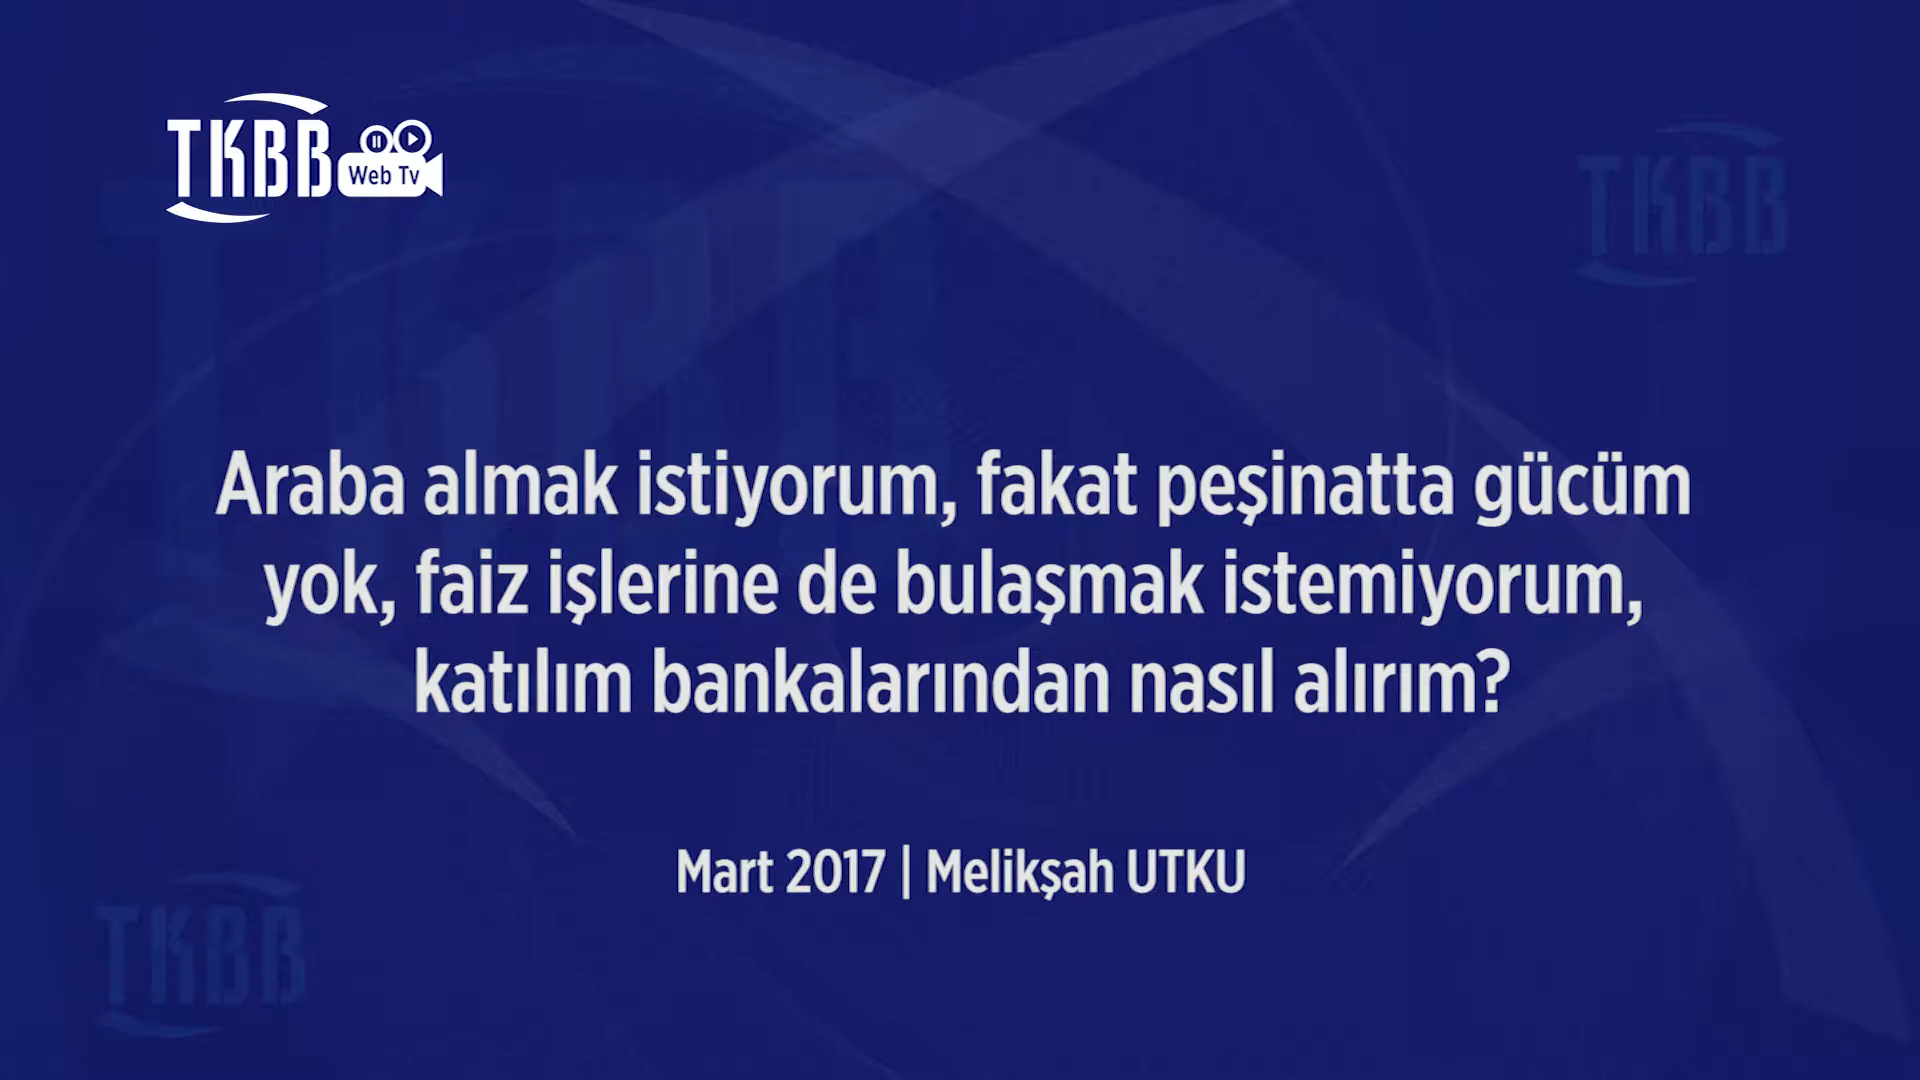 TKBB
Web Tv
TKBB
Araba almak istiyorum, fakat peşinatta gücüm
yok, faiz işlerine de bulaşmak istemiyorum,
katılım bankalarından nasıl alırım?
Mart 2017 | Melikşah UTKU
TKBB